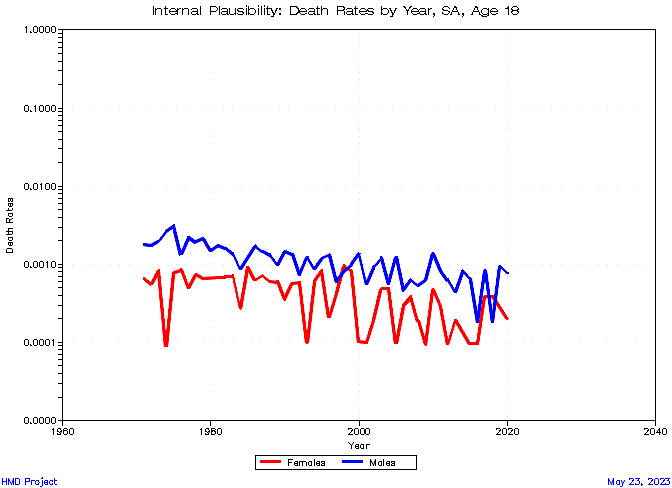 Internal Plausibility: Death Rates by Year, SA, Age 18
1.0000
0.1000
0.0100
0.0010
0.0001
0.0000
Death Rates
1960 1980 2000 2020 2040
Year
Females Males
HMD Project May 23, 2023